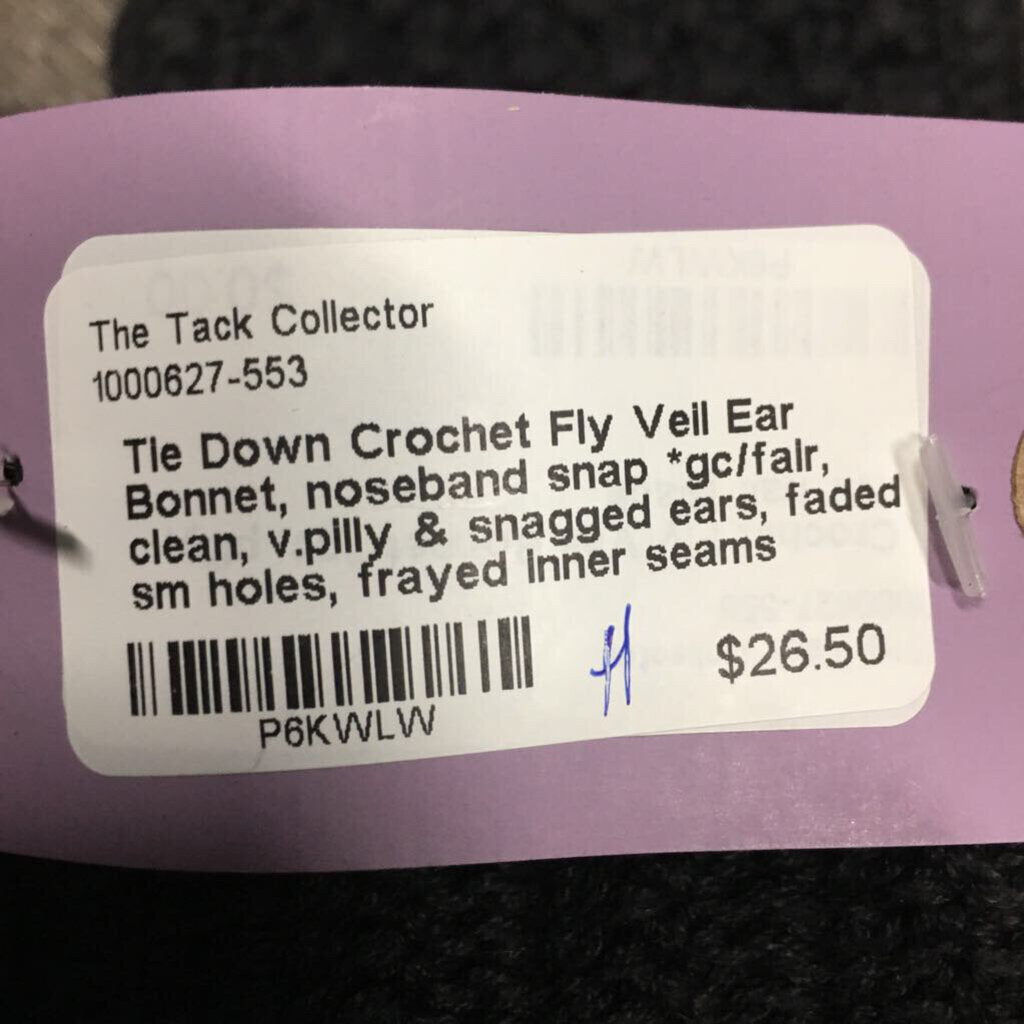 The Tack Collector
1000627-553
Tie Down Crochet Fly Veil Ear
Bonnet, noseband snap *gc/fair,
clean, v.pilly & snagged ears, faded
sm holes, frayed inner seams
P6KWLW
$26.50